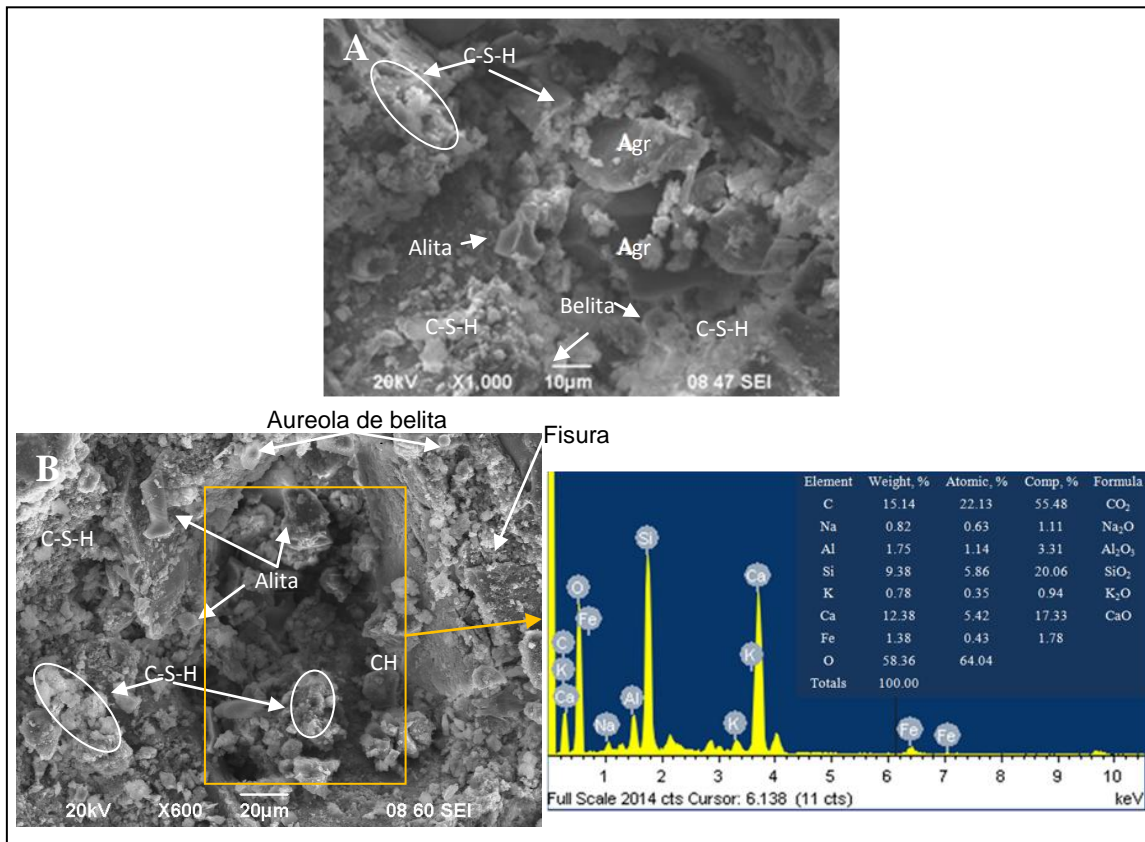 A
C-S-H
Agr
Alita
Agr
Belita
C-S-H
C-S-H
20kV X1,000 10µm 08 47 SEI
Aureola de belita
Fisura
B
C-S-H
Alita
C-S-H
CH
20kV X600 20µm 08 60 SEI
Element Weight, % Atomic, % Comp, % Formula
C 15.14 22.13 55.48 CO₂
Na 0.82 0.63 1.11 Na₂O
Al 1.75 1.14 3.31 Al₂O₃
Si 9.38 5.86 20.06 SiO₂
K 0.78 0.35 0.94 K₂O
Ca 12.38 5.42 17.33 CaO
Fe 1.38 0.43 1.78
O 58.36 64.04
Totals 100.00
Si
Ca
O
Fe
C
K
K
Ca
Na
Al
K
Fe
Fe
1 2 3 4 5 6 7 8 9 10
Full Scale 2014 cts Cursor: 6.138 (11 cts) keV